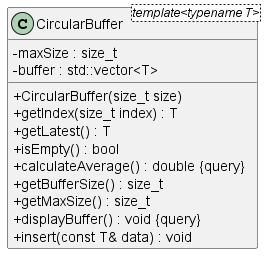 template<typename T>
C CircularBuffer
-maxSize : size_t
-buffer : std::vector<T>
+CircularBuffer(size_t size)
+getIndex(size_t index) : T
+getLatest() : T
+isEmpty() : bool
+calculateAverage() : double {query}
+getBufferSize() : size_t
+getMaxSize() : size_t
+displayBuffer() : void {query}
+insert(const T& data) : void